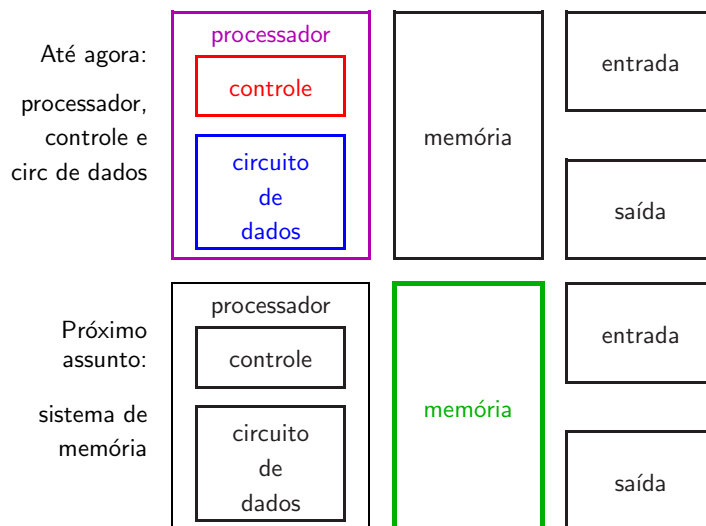 Até agora:
processador,
controle e
circ de dados
processador
controle
circuito
de
dados
memória
entrada
saída
Próximo
assunto:
sistema de
memória
processador
controle
circuito
de
dados
memória
entrada
saída